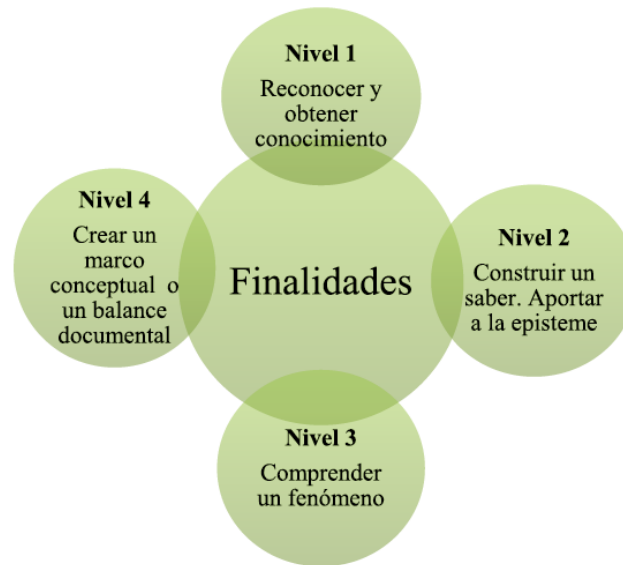 Nivel 1
Reconocer y
obtener
conocimiento
Nivel 4
Crear un
marco
conceptual o
un balance
documental
Finalidades
Nivel 2
Construir un
saber. Aportar
a la episteme
Nivel 3
Comprender
un fenómeno